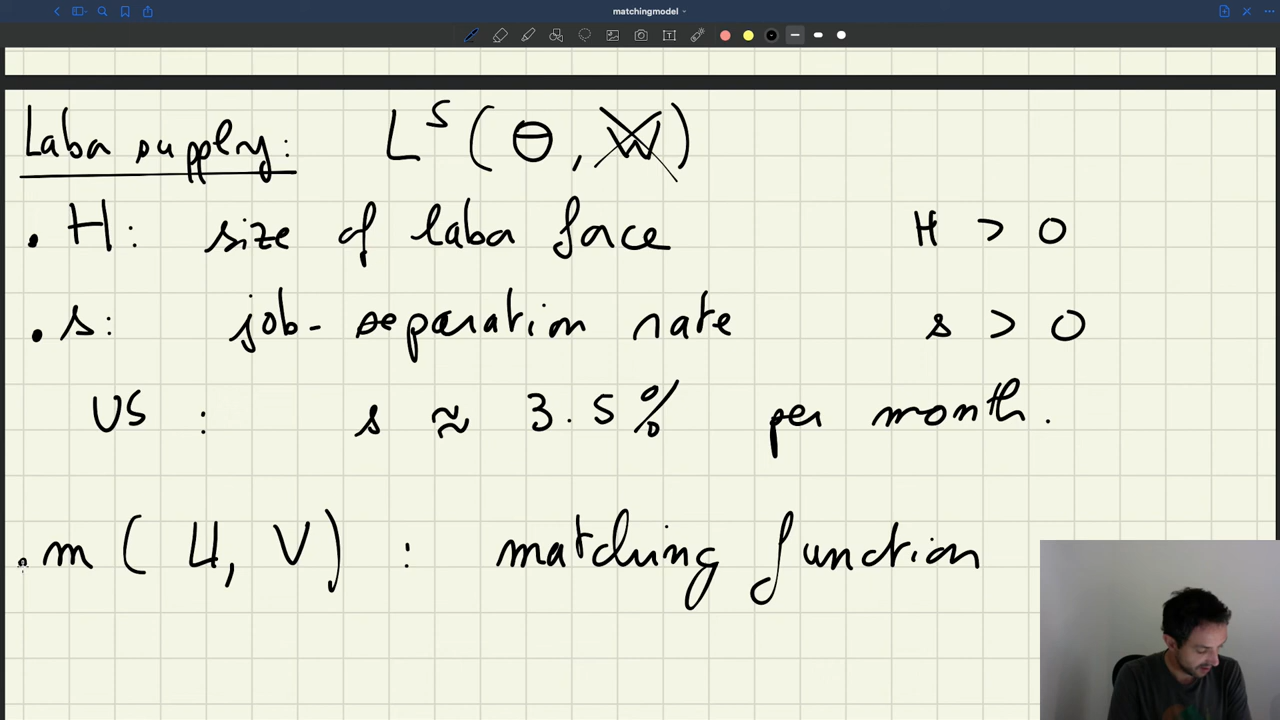 matchingmodel
Labor supply: L^S (θ, W)
• H: size of labor force H > 0
• s: job-separation rate s > 0
US : s ≈ 3.5% per month.
• m ( U, V ) : matching function